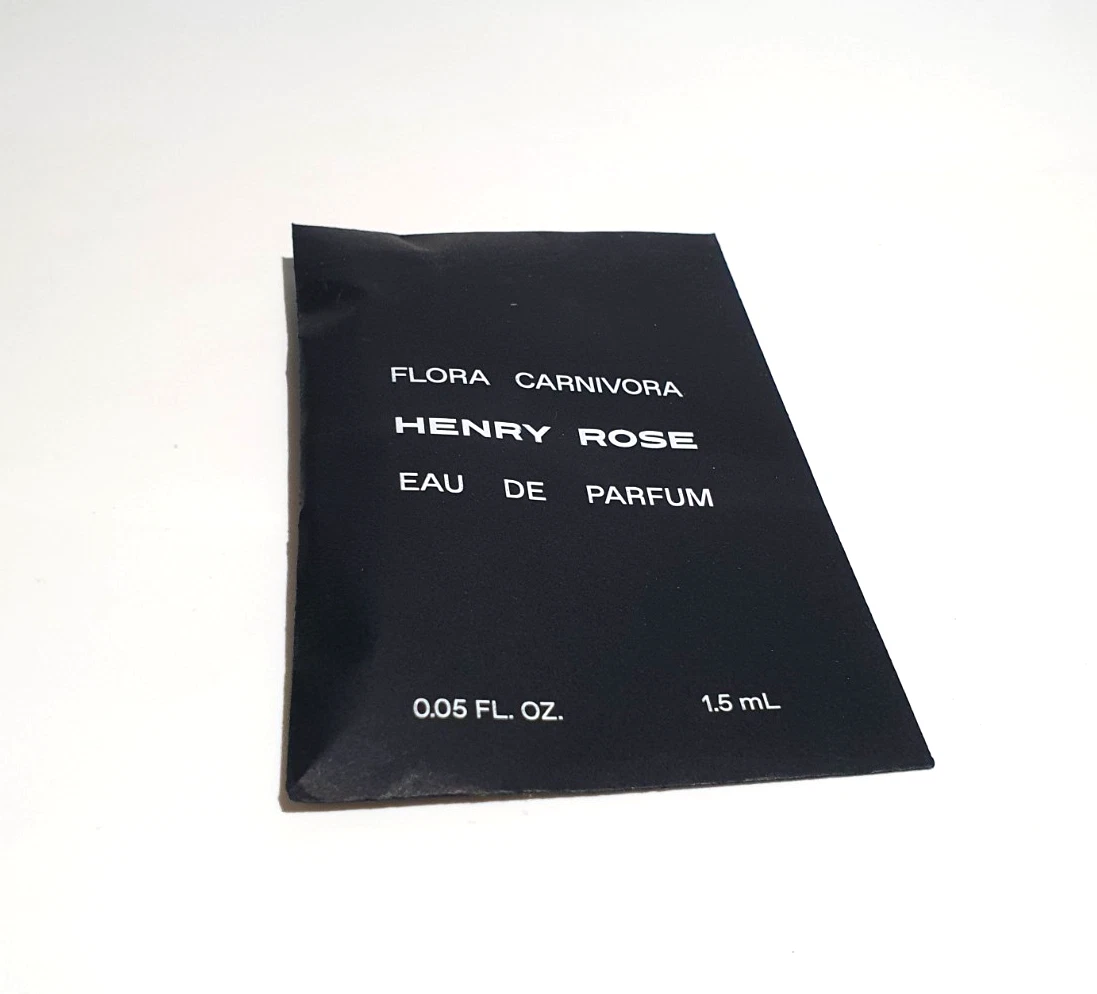 FLORA CARNIVORA
HENRY ROSE
EAU DE PARFUM
0.05 FL. OZ. 1.5 mL